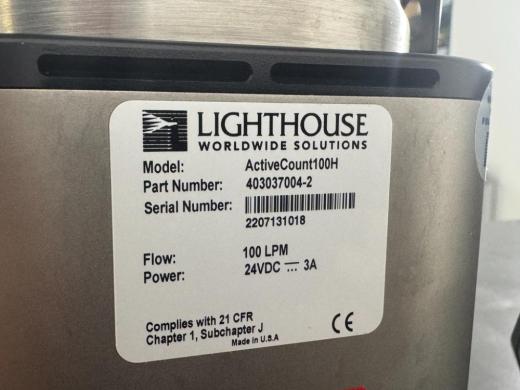 LIGHTHOUSE
WORLDWIDE SOLUTIONS
Model: ActiveCount100H
Part Number: 403037004-2
Serial Number:
2207131018
Flow: 100 LPM
Power: 24VDC ⎓ 3A
Complies with 21 CFR
Chapter 1, Subchapter J
Made in U.S.A
CE